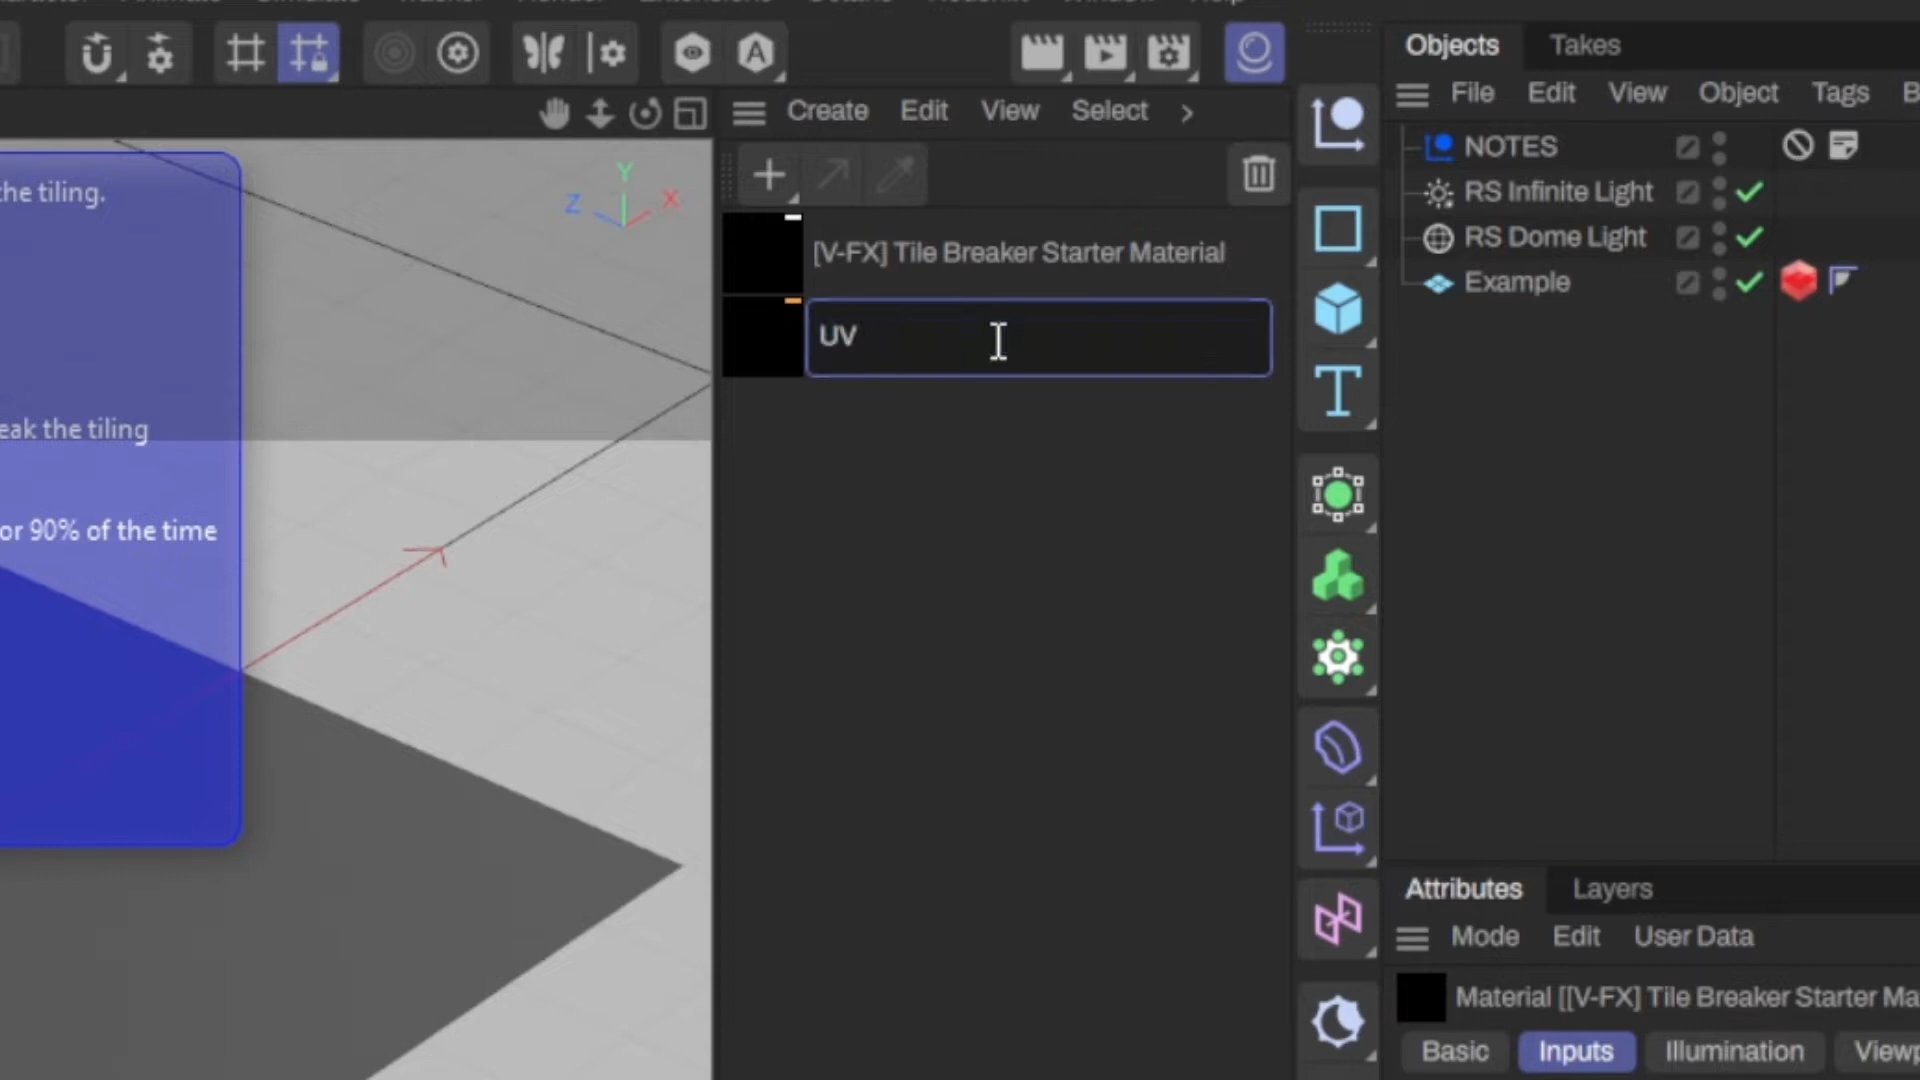 Objects
Takes
Create
Edit
View
Select
File
Edit
View
Object
Tags
NOTES
RS Infinite Light
RS Dome Light
Example
[V-FX] Tile Breaker Starter Material
UV
Y
Z
X
the tiling.
eak the tiling
or 90% of the time
A
T
Attributes
Layers
Mode
Edit
User Data
Material [[V-FX] Tile Breaker Starter Ma
Basic
Inputs
Illumination
Viewp